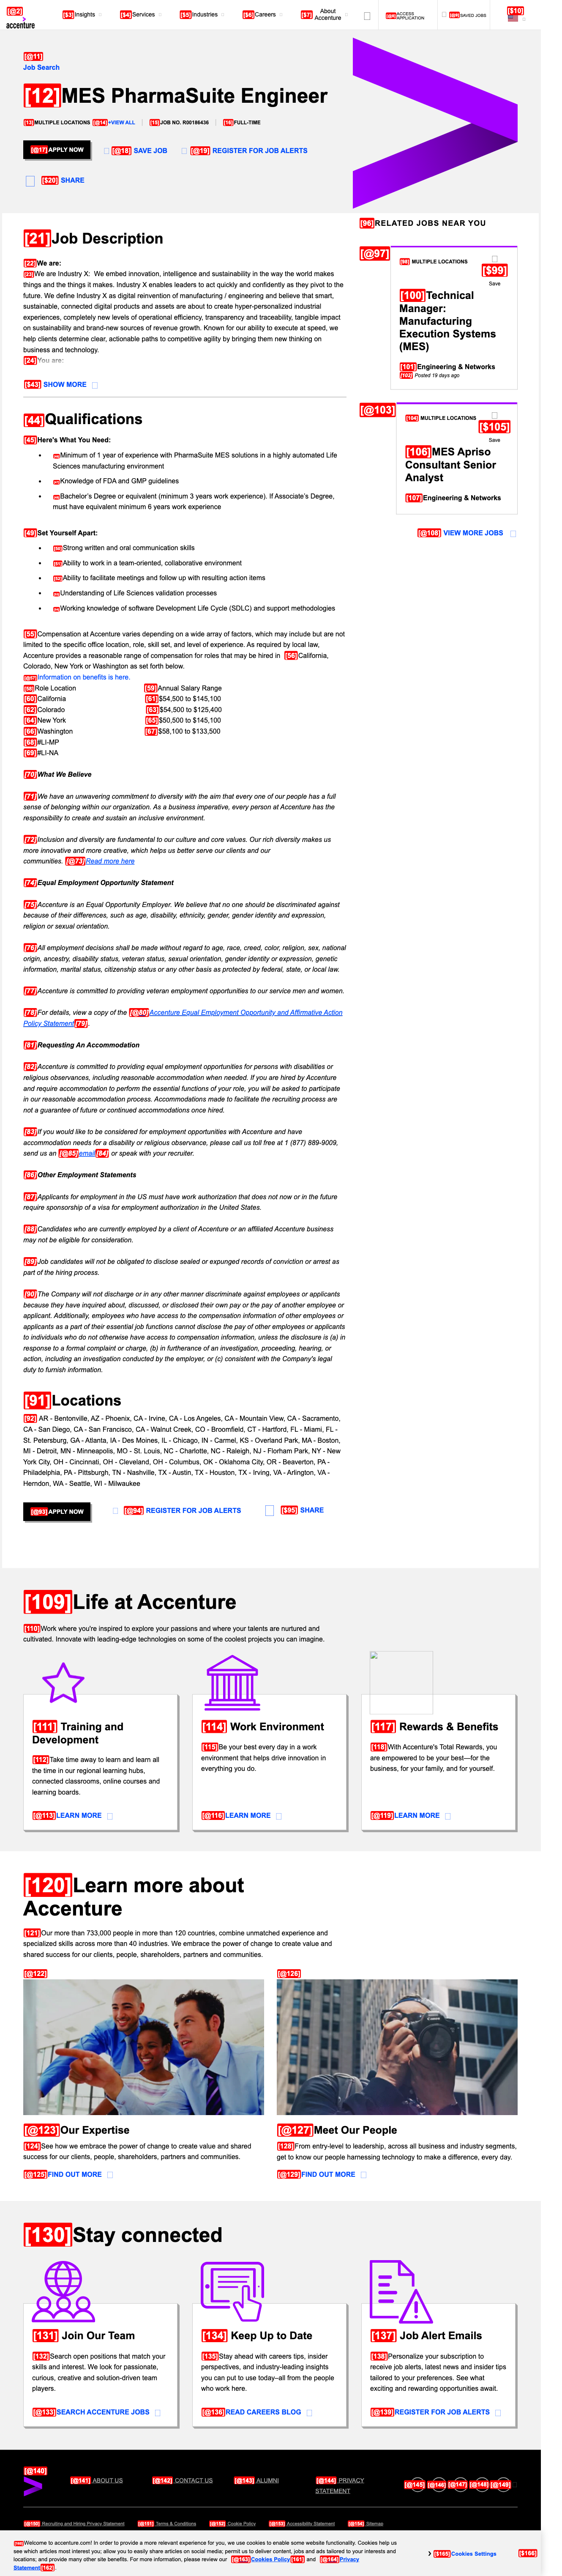 [@2]
accenture
[$3] Insights
[$4] Services
[$5] Industries
[$6] Careers
[$7] About Accenture
[@8] ACCESS APPLICATION
[@9] SAVED JOBS
[$10]
[@11]
Job Search
[12]MES PharmaSuite Engineer
[13]MULTIPLE LOCATIONS [@14]+VIEW ALL | [15]JOB NO. R00186436 | [16]FULL-TIME
[@17] APPLY NOW
[@18] SAVE JOB
[@19] REGISTER FOR JOB ALERTS
[$20] SHARE
[21]Job Description
[22]We are:
[23]We are Industry X: We embed innovation, intelligence and sustainability in the way the world makes
things and the things it makes. Industry X enables leaders to act quickly and confidently as they pivot to the
future. We define Industry X as digital reinvention of manufacturing / engineering and believe that smart,
sustainable, connected digital products and assets are about to create hyper-personalized industrial
experiences, completely new levels of operational efficiency, transparency and traceability, tangible impact
on sustainability and brand-new sources of revenue growth. Known for our ability to execute at speed, we
help clients determine clear, actionable paths to competitive agility by bringing them new thinking on
business and technology.
[24]You are:
[$43] SHOW MORE
[44]Qualifications
[45]Here's What You Need:
Minimum of 1 year of experience with PharmaSuite MES solutions in a highly automated Life
Sciences manufacturing environment
Knowledge of FDA and GMP guidelines
Bachelor's Degree or equivalent (minimum 3 years work experience). If Associate's Degree,
must have equivalent minimum 6 years work experience
[49]Set Yourself Apart:
[50]Strong written and oral communication skills
[51]Ability to work in a team-oriented, collaborative environment
[52]Ability to facilitate meetings and follow up with resulting action items
Understanding of Life Sciences validation processes
Working knowledge of software Development Life Cycle (SDLC) and support methodologies
[55]Compensation at Accenture varies depending on a wide array of factors, which may include but are not
limited to the specific office location, role, skill set, and level of experience. As required by local law,
Accenture provides a reasonable range of compensation for roles that may be hired in [56]California,
Colorado, New York or Washington as set forth below.
[@57]Information on benefits is here.
[58]Role Location [59]Annual Salary Range
[60]California [61]$54,500 to $145,100
[62]Colorado [63]$54,500 to $125,400
[64]New York [65]$50,500 to $145,100
[66]Washington [67]$58,100 to $133,500
[68]#LI-MP
[69]#LI-NA
[70]What We Believe
[71]We have an unwavering commitment to diversity with the aim that every one of our people has a full
sense of belonging within our organization. As a business imperative, every person at Accenture has the
responsibility to create and sustain an inclusive environment.
[72]Inclusion and diversity are fundamental to our culture and core values. Our rich diversity makes us
more innovative and more creative, which helps us better serve our clients and our
communities. [@73]Read more here
[74]Equal Employment Opportunity Statement
[75]Accenture is an Equal Opportunity Employer. We believe that no one should be discriminated against
because of their differences, such as age, disability, ethnicity, gender, gender identity and expression,
religion or sexual orientation.
[76]All employment decisions shall be made without regard to age, race, creed, color, religion, sex, national
origin, ancestry, disability status, veteran status, sexual orientation, gender identity or expression, genetic
information, marital status, citizenship status or any other basis as protected by federal, state, or local law.
[77]Accenture is committed to providing veteran employment opportunities to our service men and women.
[78]For details, view a copy of the [@80]Accenture Equal Employment Opportunity and Affirmative Action
Policy Statement[79].
[81]Requesting An Accommodation
[82]Accenture is committed to providing equal employment opportunities for persons with disabilities or
religious observances, including reasonable accommodation when needed. If you are hired by Accenture
and require accommodation to perform the essential functions of your role, you will be asked to participate
in our reasonable accommodation process. Accommodations made to facilitate the recruiting process are
not a guarantee of future or continued accommodations once hired.
[83]If you would like to be considered for employment opportunities with Accenture and have
accommodation needs for a disability or religious observance, please call us toll free at 1 (877) 889-9009,
send us an [@85]email[84] or speak with your recruiter.
[86]Other Employment Statements
[87]Applicants for employment in the US must have work authorization that does not now or in the future
require sponsorship of a visa for employment authorization in the United States.
[88]Candidates who are currently employed by a client of Accenture or an affiliated Accenture business
may not be eligible for consideration.
[89]Job candidates will not be obligated to disclose sealed or expunged records of conviction or arrest as
part of the hiring process.
[90]The Company will not discharge or in any other manner discriminate against employees or applicants
because they have inquired about, discussed, or disclosed their own pay or the pay of another employee or
applicant. Additionally, employees who have access to the compensation information of other employees or
applicants as a part of their essential job functions cannot disclose the pay of other employees or applicants
to individuals who do not otherwise have access to compensation information, unless the disclosure is (a) in
response to a formal complaint or charge, (b) in furtherance of an investigation, proceeding, hearing, or
action, including an investigation conducted by the employer, or (c) consistent with the Company's legal
duty to furnish information.
[91]Locations
[92] AR - Bentonville, AZ - Phoenix, CA - Irvine, CA - Los Angeles, CA - Mountain View, CA - Sacramento,
CA - San Diego, CA - San Francisco, CA - Walnut Creek, CO - Broomfield, CT - Hartford, FL - Miami, FL -
St. Petersburg, GA - Atlanta, IA - Des Moines, IL - Chicago, IN - Carmel, KS - Overland Park, MA - Boston,
MI - Detroit, MN - Minneapolis, MO - St. Louis, NC - Charlotte, NC - Raleigh, NJ - Florham Park, NY - New
York City, OH - Cincinnati, OH - Cleveland, OH - Columbus, OK - Oklahoma City, OR - Beaverton, PA -
Philadelphia, PA - Pittsburgh, TN - Nashville, TX - Austin, TX - Houston, TX - Irving, VA - Arlington, VA -
Herndon, WA - Seattle, WI - Milwaukee
[@93] APPLY NOW
[@94] REGISTER FOR JOB ALERTS
[$95] SHARE
[96]RELATED JOBS NEAR YOU
[@97]
[98] MULTIPLE LOCATIONS
[$99]
Save
[100]Technical
Manager:
Manufacturing
Execution Systems
(MES)
[101]Engineering & Networks
[102] Posted 19 days ago
[@103]
[104] MULTIPLE LOCATIONS
[$105]
Save
[106]MES Apriso
Consultant Senior
Analyst
[107]Engineering & Networks
[@108] VIEW MORE JOBS
[109]Life at Accenture
[110]Work where you're inspired to explore your passions and where your talents are nurtured and
cultivated. Innovate with leading-edge technologies on some of the coolest projects you can imagine.
[111] Training and
Development
[112]Take time away to learn and learn all
the time in our regional learning hubs,
connected classrooms, online courses and
learning boards.
[@113]LEARN MORE
[114] Work Environment
[115]Be your best every day in a work
environment that helps drive innovation in
everything you do.
[@116]LEARN MORE
[117] Rewards & Benefits
[118]With Accenture's Total Rewards, you
are empowered to be your best—for the
business, for your family, and for yourself.
[@119]LEARN MORE
[120]Learn more about
Accenture
[121]Our more than 733,000 people in more than 120 countries, combine unmatched experience and
specialized skills across more than 40 industries. We embrace the power of change to create value and
shared success for our clients, people, shareholders, partners and communities.
[@122]
[@123]Our Expertise
[124]See how we embrace the power of change to create value and shared
success for our clients, people, shareholders, partners and communities.
[@125]FIND OUT MORE
[@126]
[@127]Meet Our People
[128]From entry-level to leadership, across all business and industry segments,
get to know our people harnessing technology to make a difference, every day.
[@129]FIND OUT MORE
[130]Stay connected
[131] Join Our Team
[132]Search open positions that match your
skills and interest. We look for passionate,
curious, creative and solution-driven team
players.
[@133]SEARCH ACCENTURE JOBS
[134] Keep Up to Date
[135]Stay ahead with careers tips, insider
perspectives, and industry-leading insights
you can put to use today–all from the people
who work here.
[@136]READ CAREERS BLOG
[137] Job Alert Emails
[138]Personalize your subscription to
receive job alerts, latest news and insider tips
tailored to your preferences. See what
exciting and rewarding opportunities await.
[@139]REGISTER FOR JOB ALERTS
[@140]
[@141] ABOUT US
[@142] CONTACT US
[@143] ALUMNI
[@144] PRIVACY STATEMENT
[@145] [@146] [@147] [@148] [@149]
[@150] Recruiting and Hiring Privacy Statement
[@151] Terms & Conditions
[@152] Cookie Policy
[@153] Accessibility Statement
[@154] Sitemap
Welcome to accenture.com! In order to provide a more relevant experience for you, we use cookies to enable some website functionality. Cookies help us
see which articles most interest you; allow you to easily share articles on social media; permit us to deliver content, jobs and ads tailored to your interests and
locations; and provide many other site benefits. For more information, please review our [@163]Cookies Policy[161] and [@164]Privacy
Statement[162]
[$165]Cookies Settings
[$166]